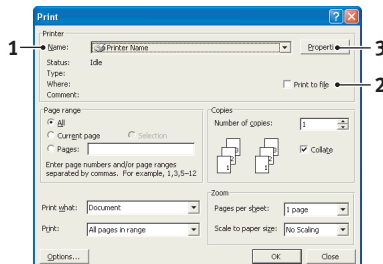 Print
Printer
1 Name: Printer Name Properti 3
Status: Idle
Type:
Where: Print to file 2
Comment:
Page range
All
Current page Selection
Pages:
Enter page numbers and/or page ranges
separated by commas. For example, 1,3,5–12
Copies
Number of copies: 1
Collate
Print what: Document
Print: All pages in range
Zoom
Pages per sheet: 1 page
Scale to paper size: No Scaling
Options... OK Close